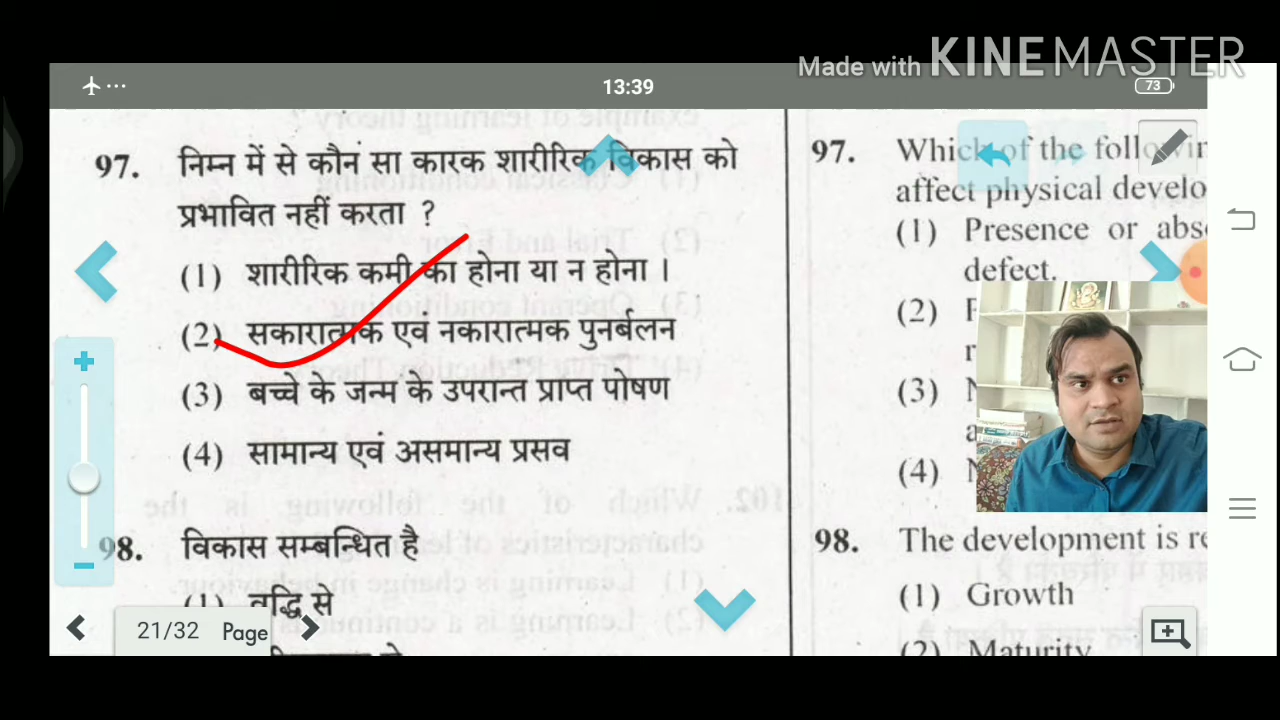 Made with KINEMASTER
13:39
73
97. निम्न में से कौन सा कारक शारीरिक विकास को
प्रभावित नहीं करता ?
(1) शारीरिक कमी का होना या न होना ।
(2) सकारात्मक एवं नकारात्मक पुनर्बलन
(3) बच्चे के जन्म के उपरान्त प्राप्त पोषण
(4) सामान्य एवं असमान्य प्रसव
98. विकास सम्बन्धित है
(1) वृद्धि से
97. Which of the followin
affect physical develo
(1) Presence or abs
defect.
(2)
(3)
(4)
98. The development is re
(1) Growth
(2) Maturity
21/32 Page